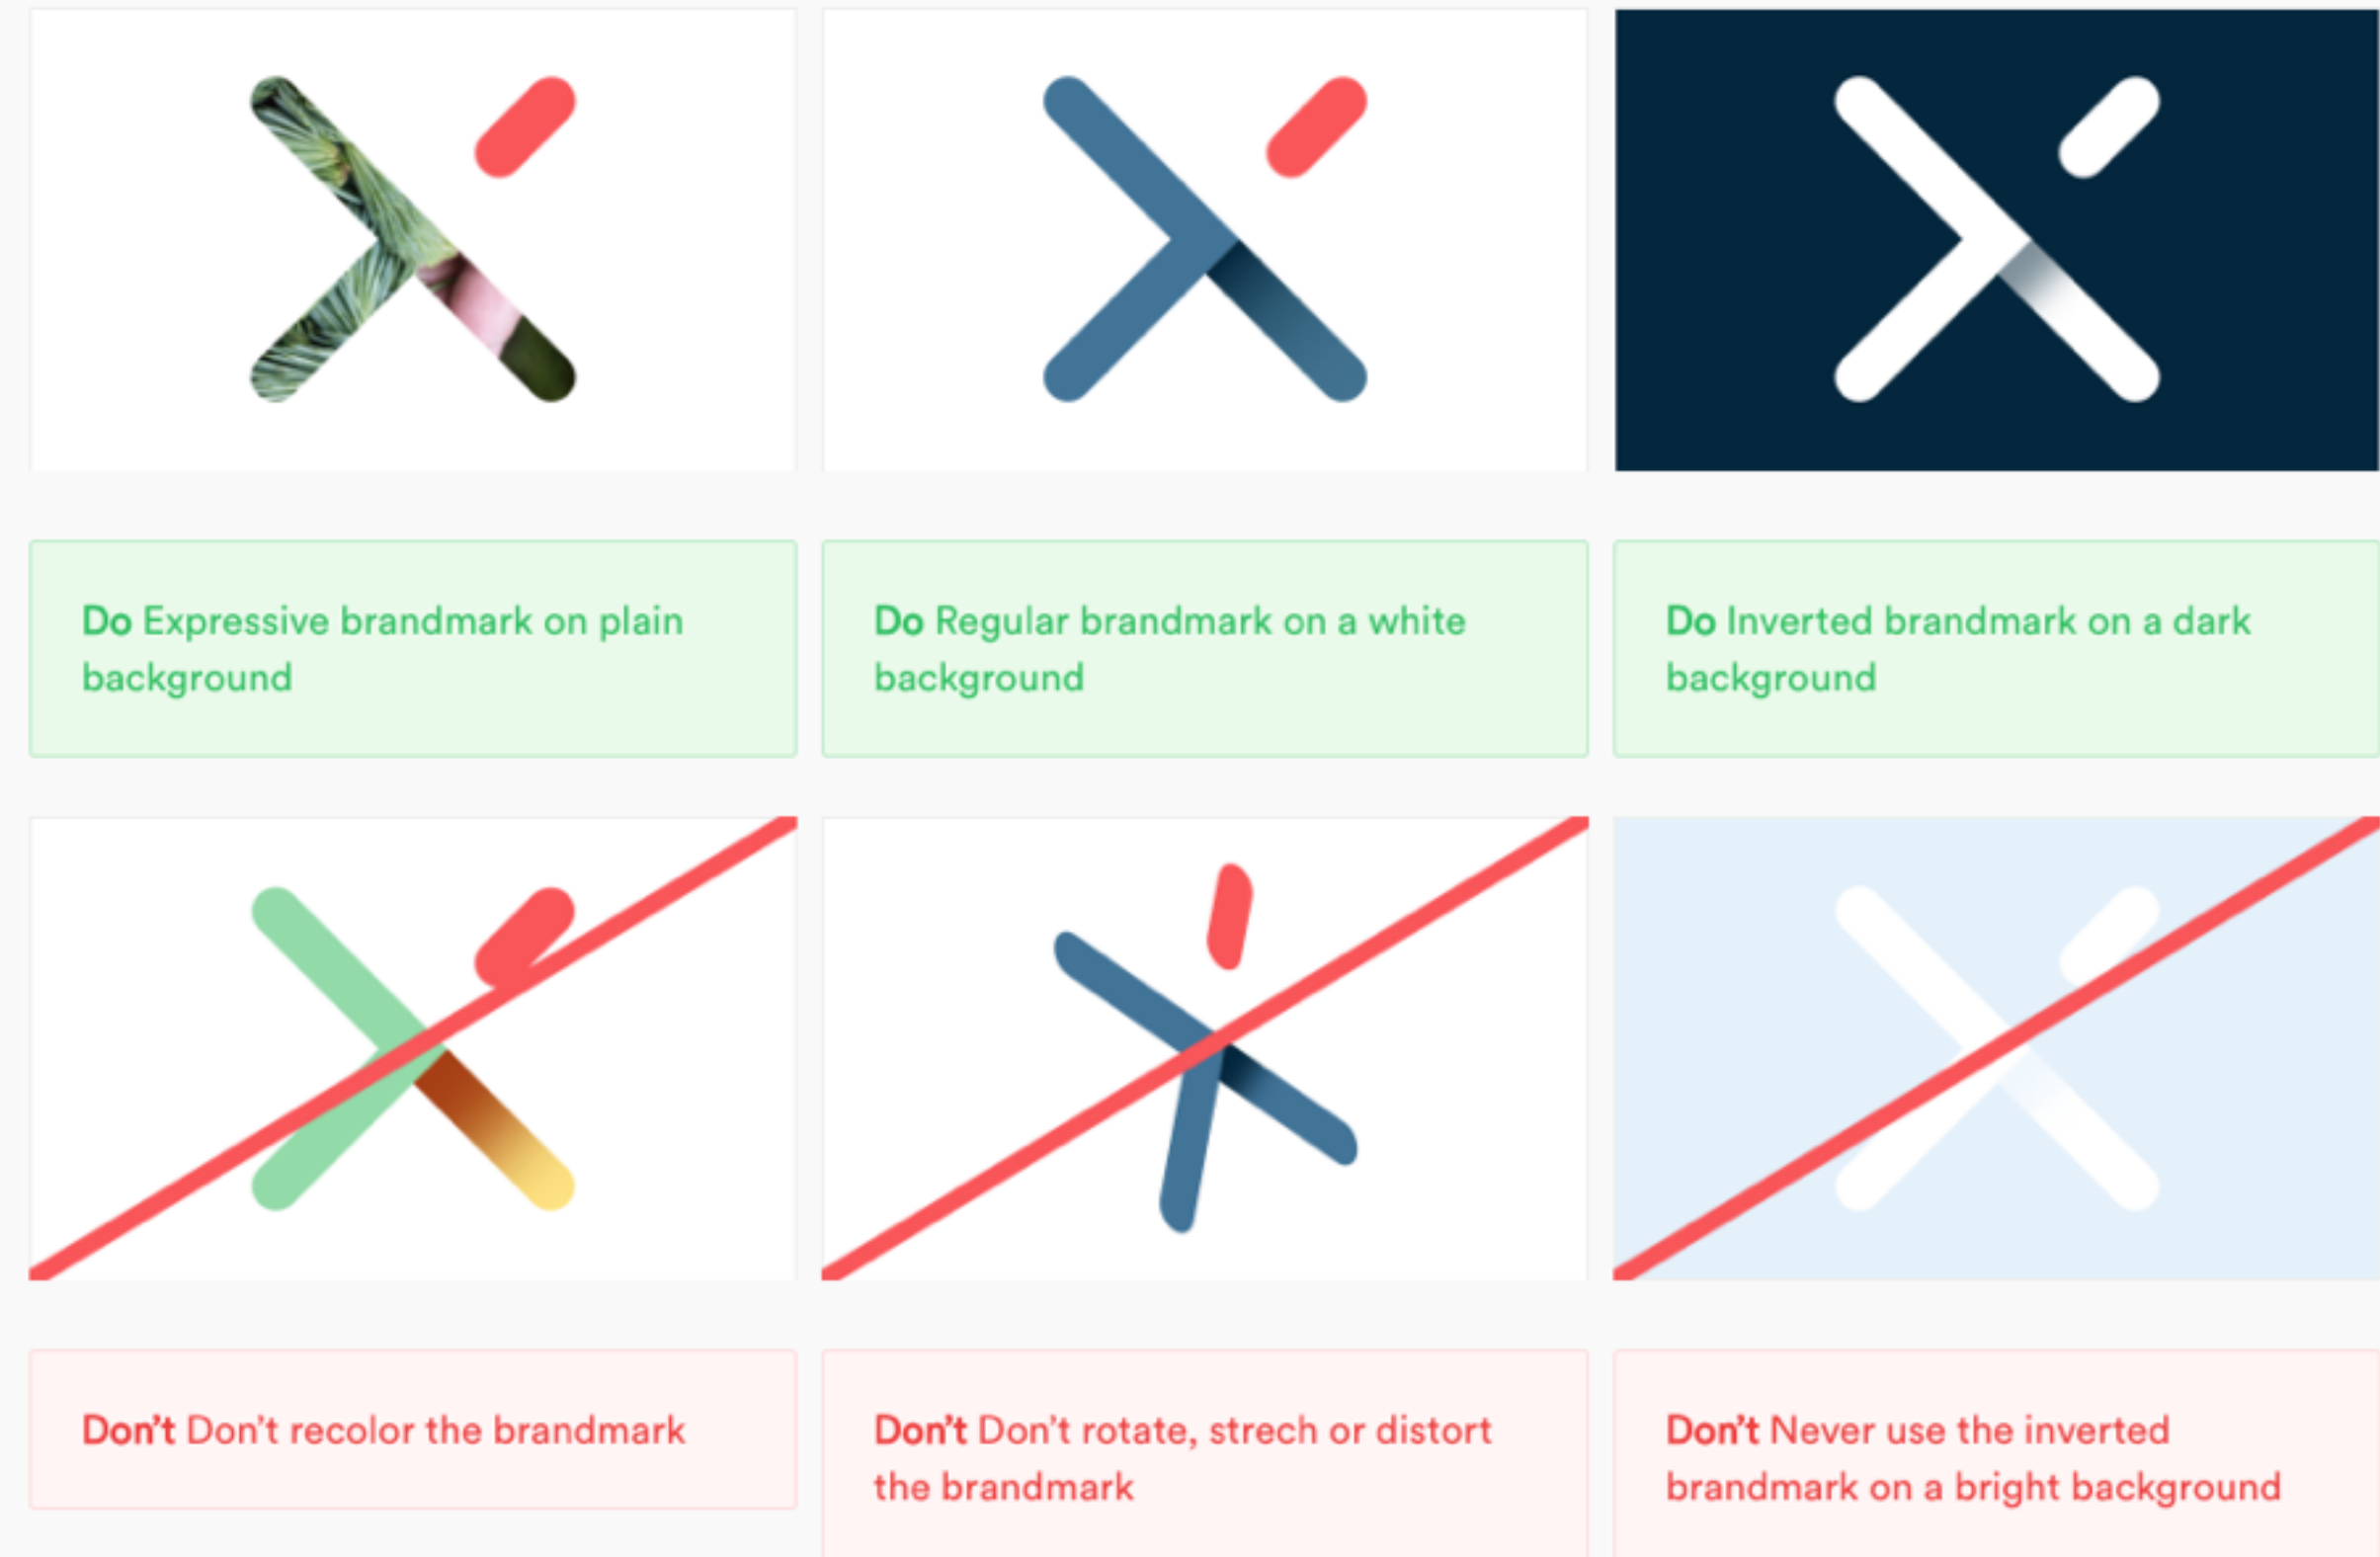 Do Expressive brandmark on plain
background
Do Regular brandmark on a white
background
Do Inverted brandmark on a dark
background
Don't Don't recolor the brandmark
Don't Don't rotate, strech or distort
the brandmark
Don't Never use the inverted
brandmark on a bright background